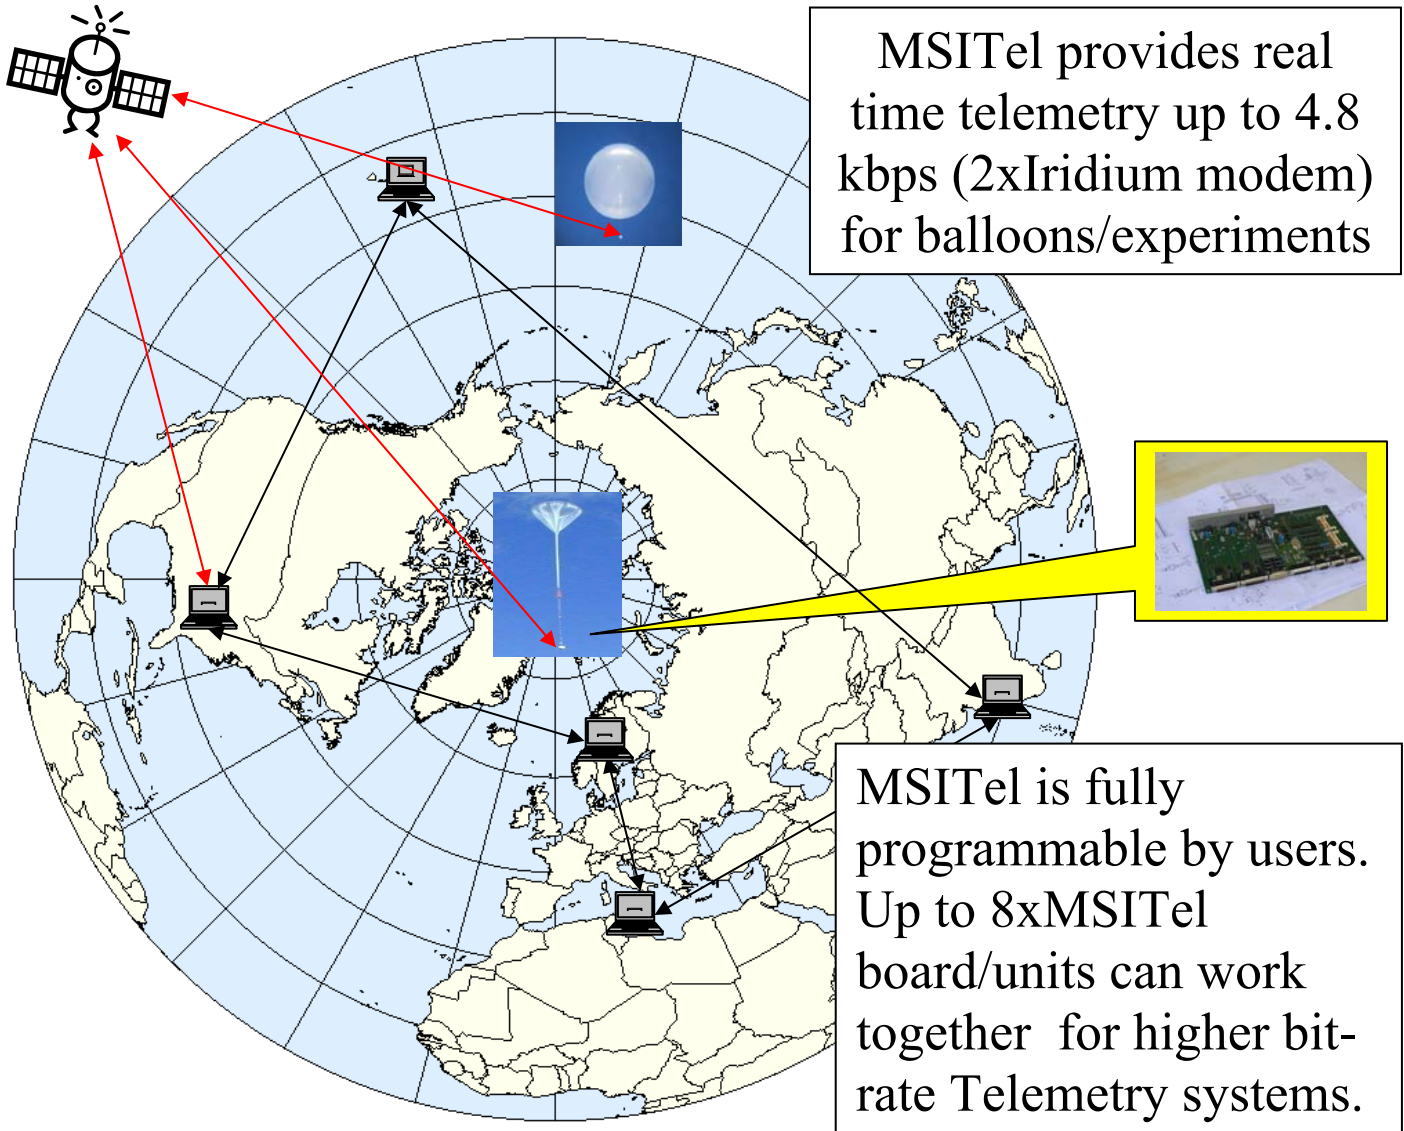 MSITel provides real
time telemetry up to 4.8
kbps (2xIridium modem)
for balloons/experiments
MSITel is fully
programmable by users.
Up to 8xMSITel
board/units can work
together  for higher bit-
rate Telemetry systems.